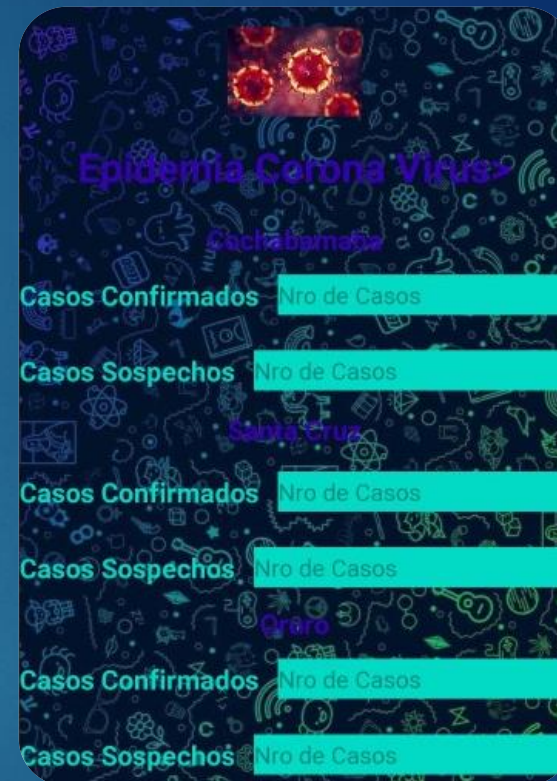 Epidemia Corona Virus>
Cochabamaba
Casos Confirmados Nro de Casos
Casos Sospechos Nro de Casos
Santa Cruz
Casos Confirmados Nro de Casos
Casos Sospechos Nro de Casos
Oruro
Casos Confirmados Nro de Casos
Casos Sospechos Nro de Casos